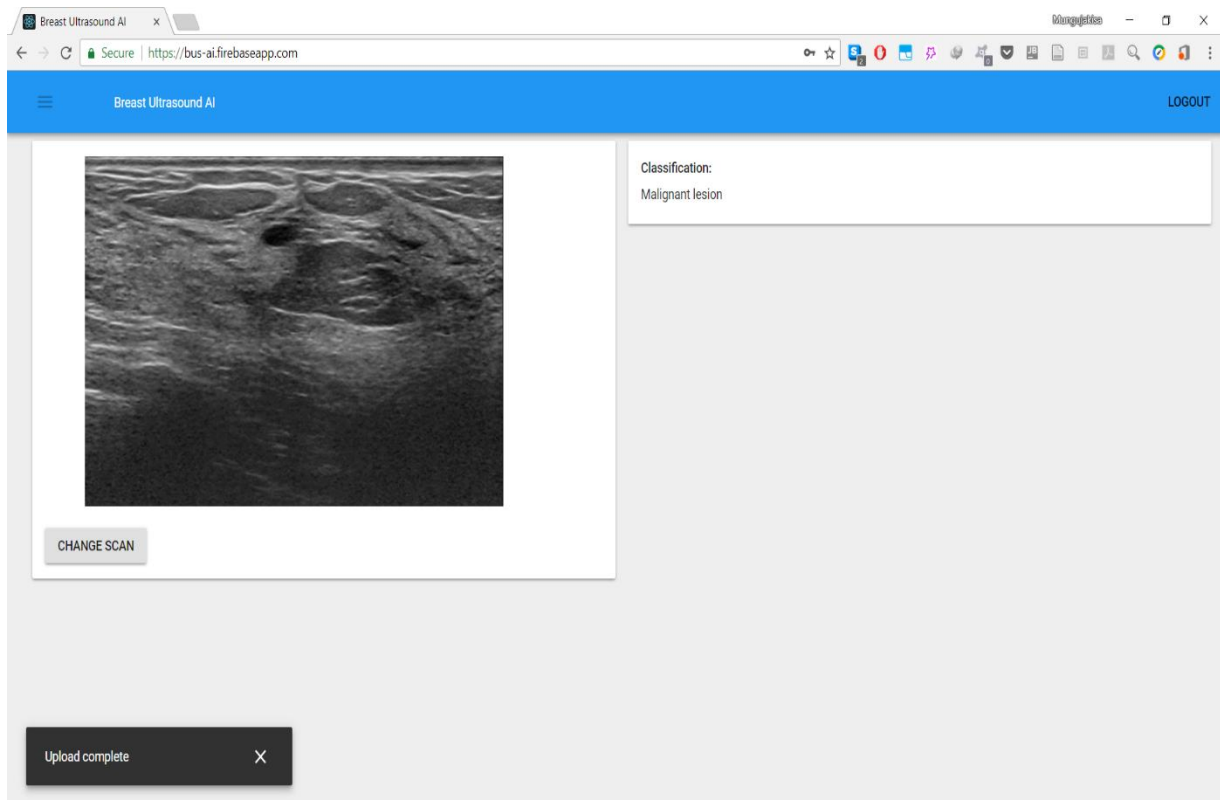 Breast Ultrasound AI
Secure | https://bus-ai.firebaseapp.com
Breast Ultrasound AI
LOGOUT
Classification:
Malignant lesion
CHANGE SCAN
Upload complete